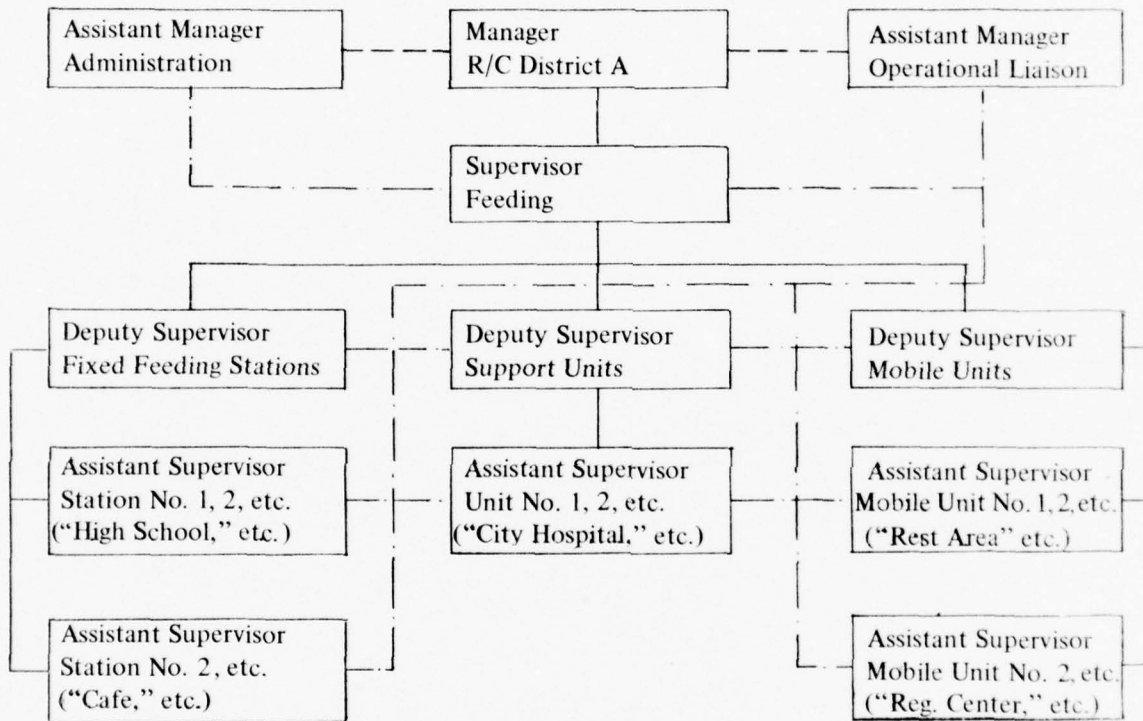 Assistant Manager
Administration
Manager
R/C District A
Assistant Manager
Operational Liaison
Supervisor
Feeding
Deputy Supervisor
Fixed Feeding Stations
Deputy Supervisor
Support Units
Deputy Supervisor
Mobile Units
Assistant Supervisor
Station No. 1, 2, etc.
(“High School,” etc.)
Assistant Supervisor
Unit No. 1, 2, etc.
(“City Hospital,” etc.)
Assistant Supervisor
Mobile Unit No. 1, 2, etc.
(“Rest Area” etc.)
Assistant Supervisor
Station No. 2, etc.
(“Cafe,” etc.)
Assistant Supervisor
Mobile Unit No. 2, etc.
(“Reg. Center,” etc.)